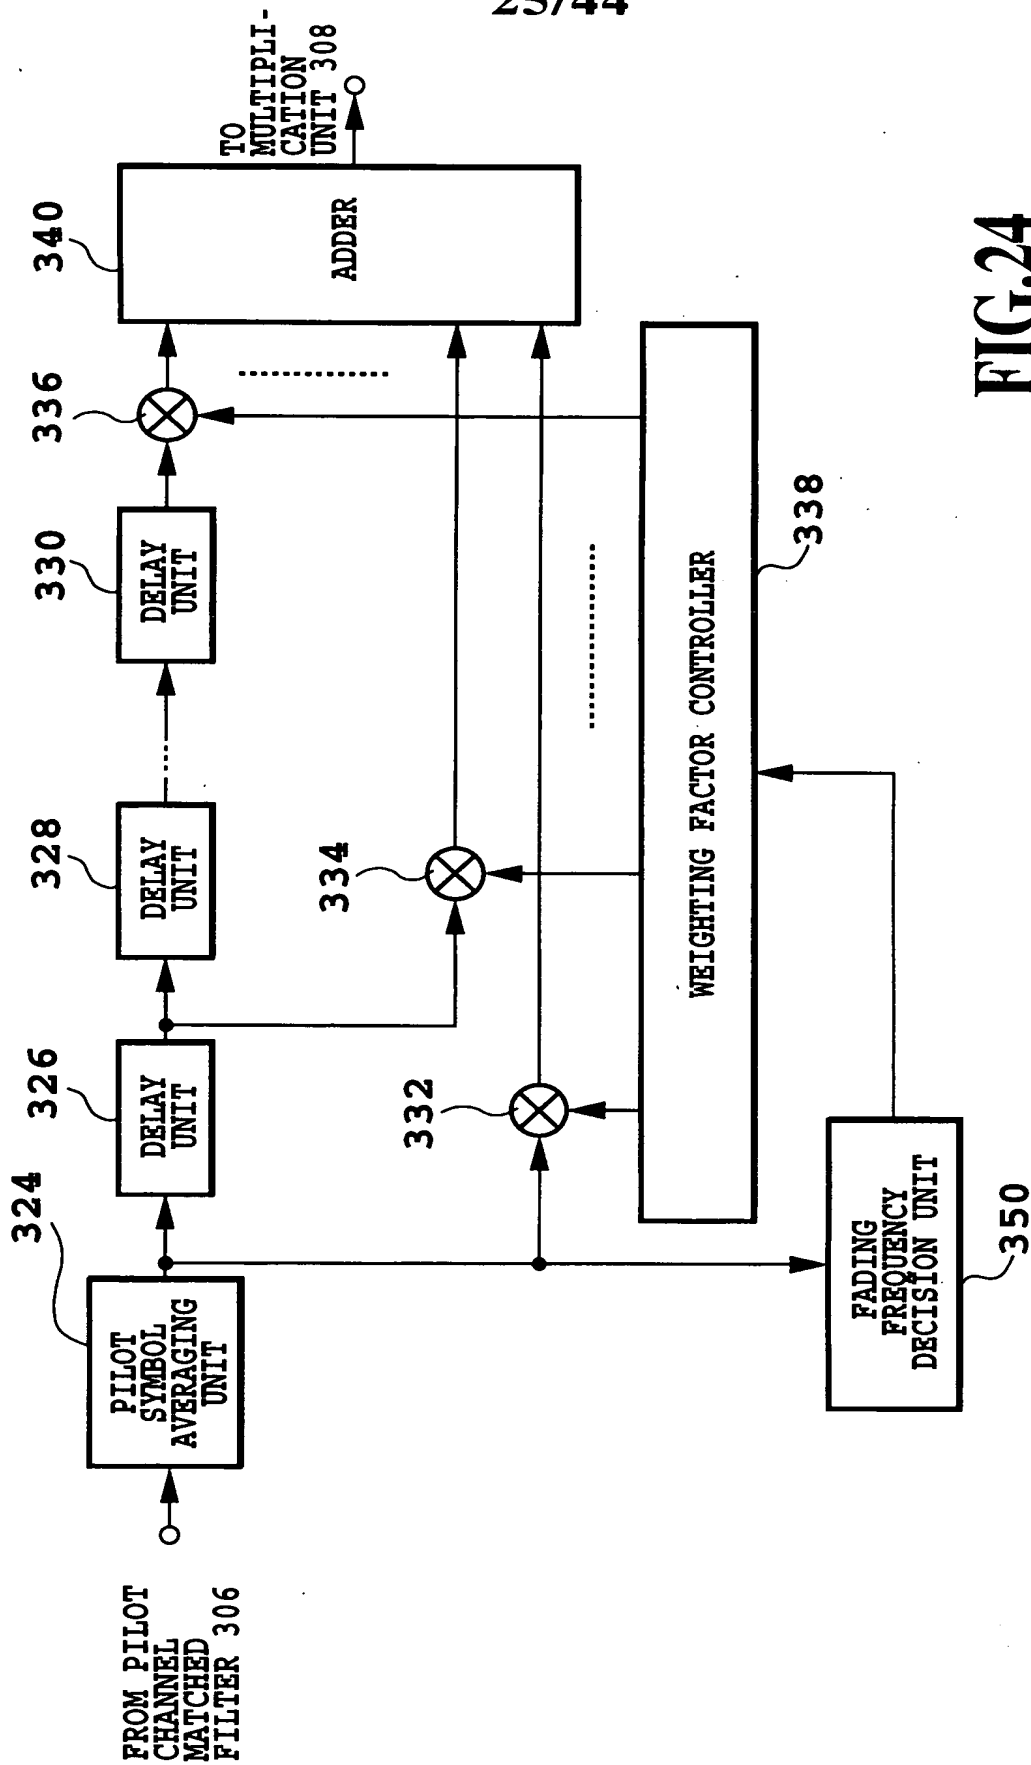 25/44
FROM PILOT
CHANNEL
MATCHED
FILTER 306
324
PILOT
SYMBOL
AVERAGING
UNIT
326
DELAY
UNIT
328
DELAY
UNIT
330
DELAY
UNIT
336
340
ADDER
TO
MULTIPLI-
CATION
UNIT 308
332
334
WEIGHTING FACTOR CONTROLLER
338
FADING
FREQUENCY
DECISION UNIT
350
FIG.24